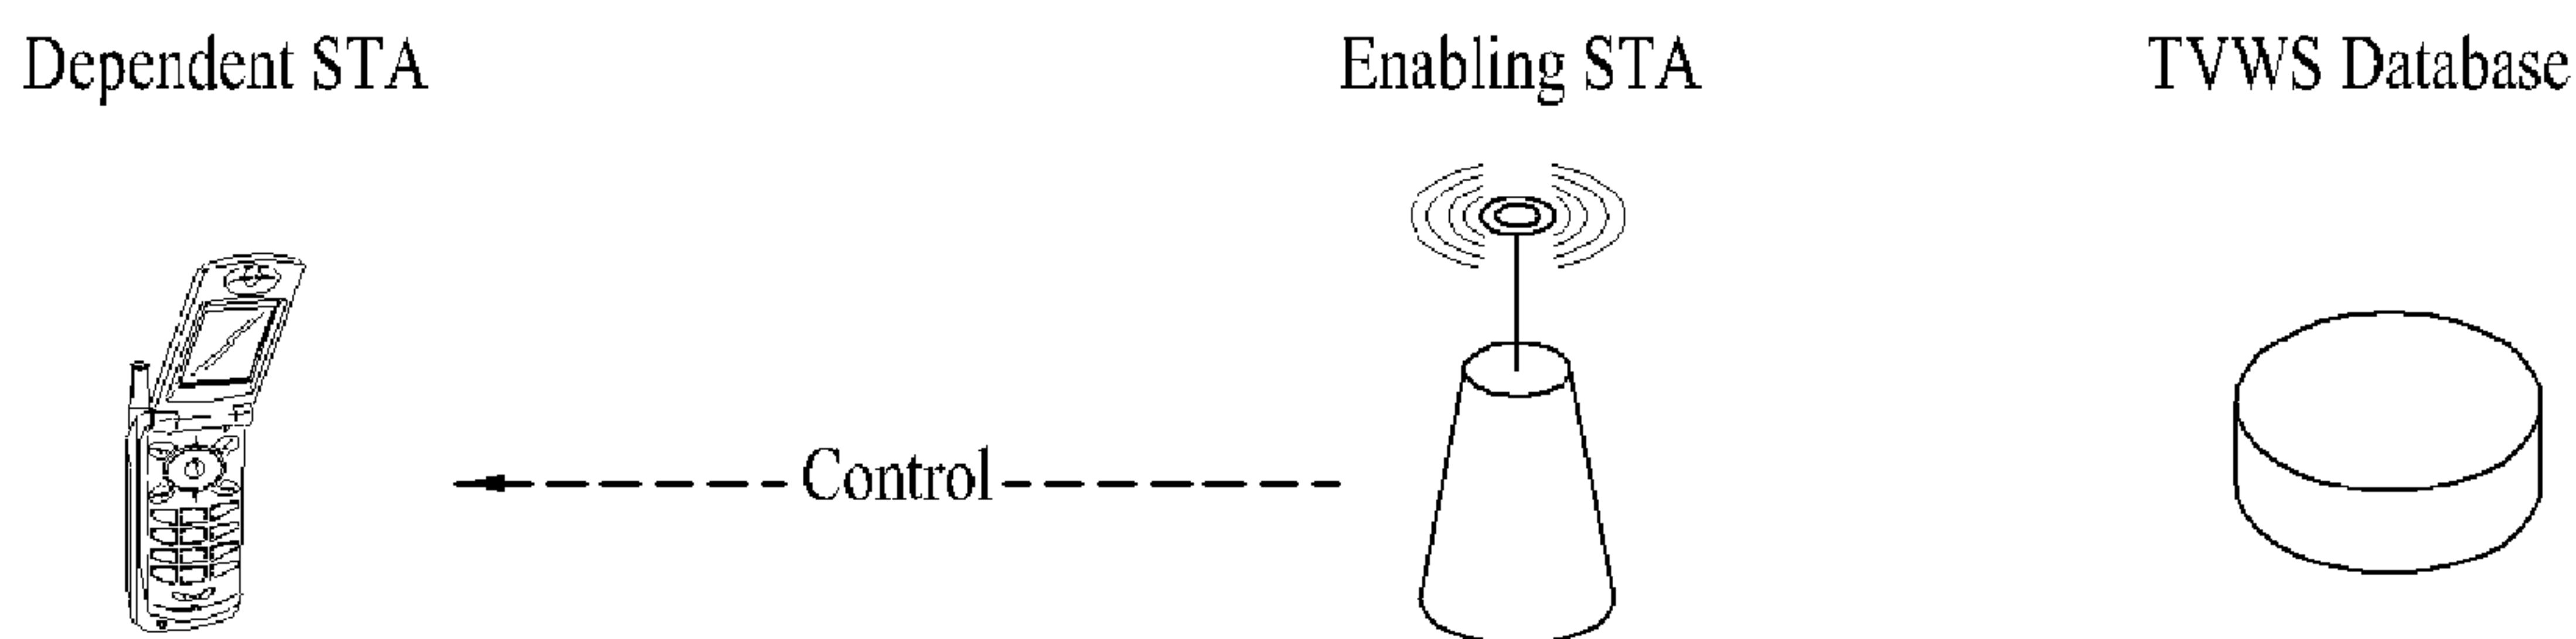 Dependent STA
Enabling STA
TVWS Database
Control